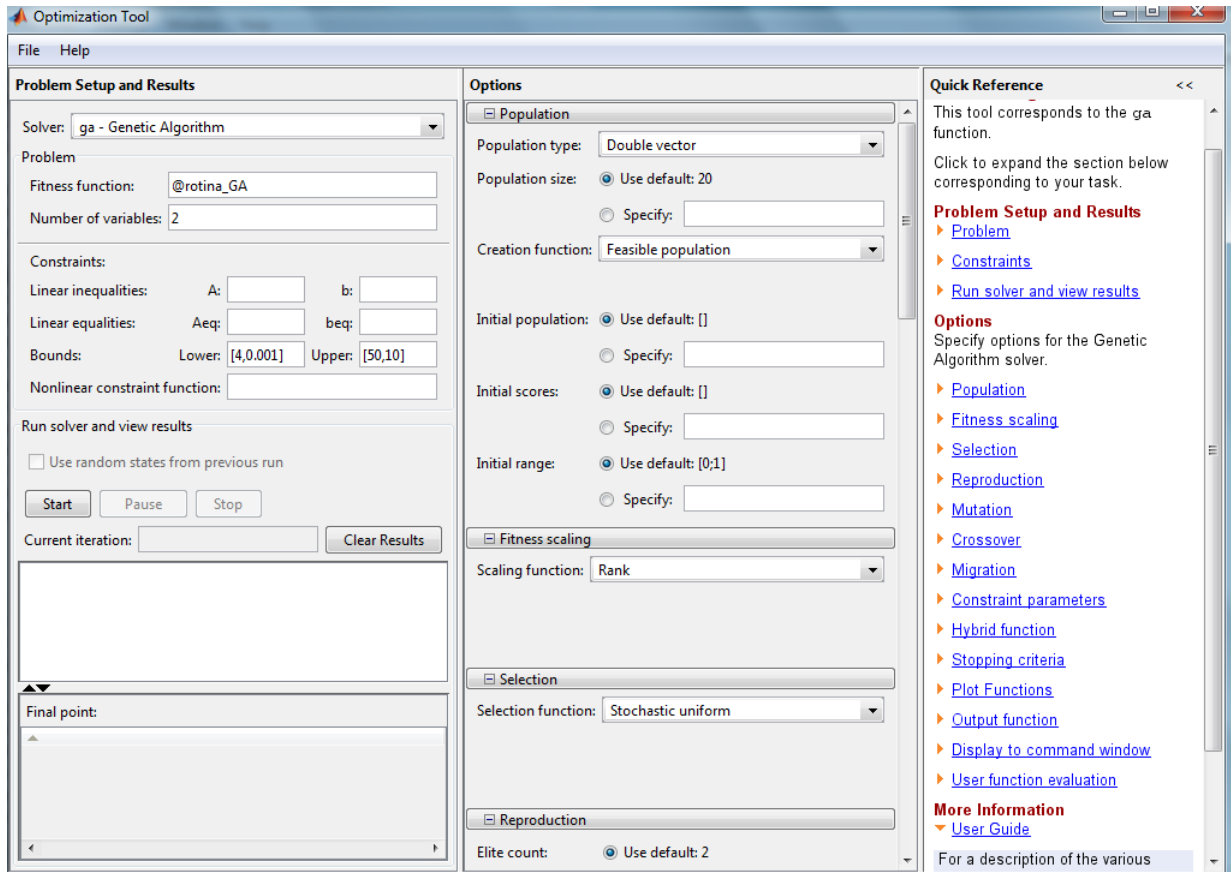 Optimization Tool
File Help
Problem Setup and Results
Solver: ga - Genetic Algorithm
Problem
Fitness function: @rotina_GA
Number of variables: 2
Constraints:
Linear inequalities: A: b:
Linear equalities: Aeq: beq:
Bounds: Lower: [4,0.001] Upper: [50,10]
Nonlinear constraint function:
Run solver and view results
Use random states from previous run
Start Pause Stop
Current iteration: Clear Results
Final point:
Options
Population
Population type: Double vector
Population size: Use default: 20
Specify:
Creation function: Feasible population
Initial population: Use default: []
Specify:
Initial scores: Use default: []
Specify:
Initial range: Use default: [0;1]
Specify:
Fitness scaling
Scaling function: Rank
Selection
Selection function: Stochastic uniform
Reproduction
Elite count: Use default: 2
Quick Reference <<
This tool corresponds to the ga
function.
Click to expand the section below
corresponding to your task.
Problem Setup and Results
Problem
Constraints
Run solver and view results
Options
Specify options for the Genetic
Algorithm solver.
Population
Fitness scaling
Selection
Reproduction
Mutation
Crossover
Migration
Constraint parameters
Hybrid function
Stopping criteria
Plot Functions
Output function
Display to command window
User function evaluation
More Information
User Guide
For a description of the various